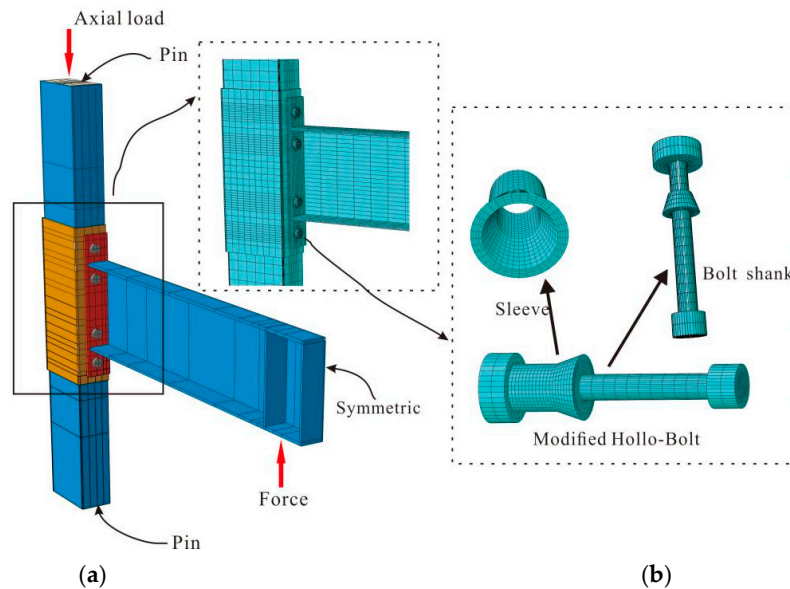 Axial load
Pin
Sleeve
Bolt shank
Symmetric
Modified Hollo-Bolt
Force
Pin
(a)
(b)